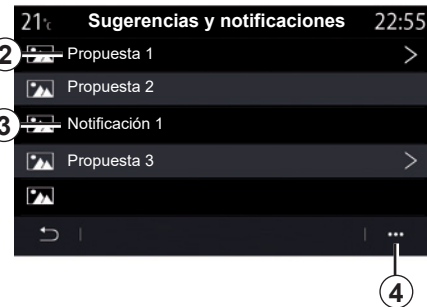 21°c Sugerencias y notificaciones 22:55
2 Propuesta 1
Propuesta 2
3 Notificación 1
Propuesta 3
4